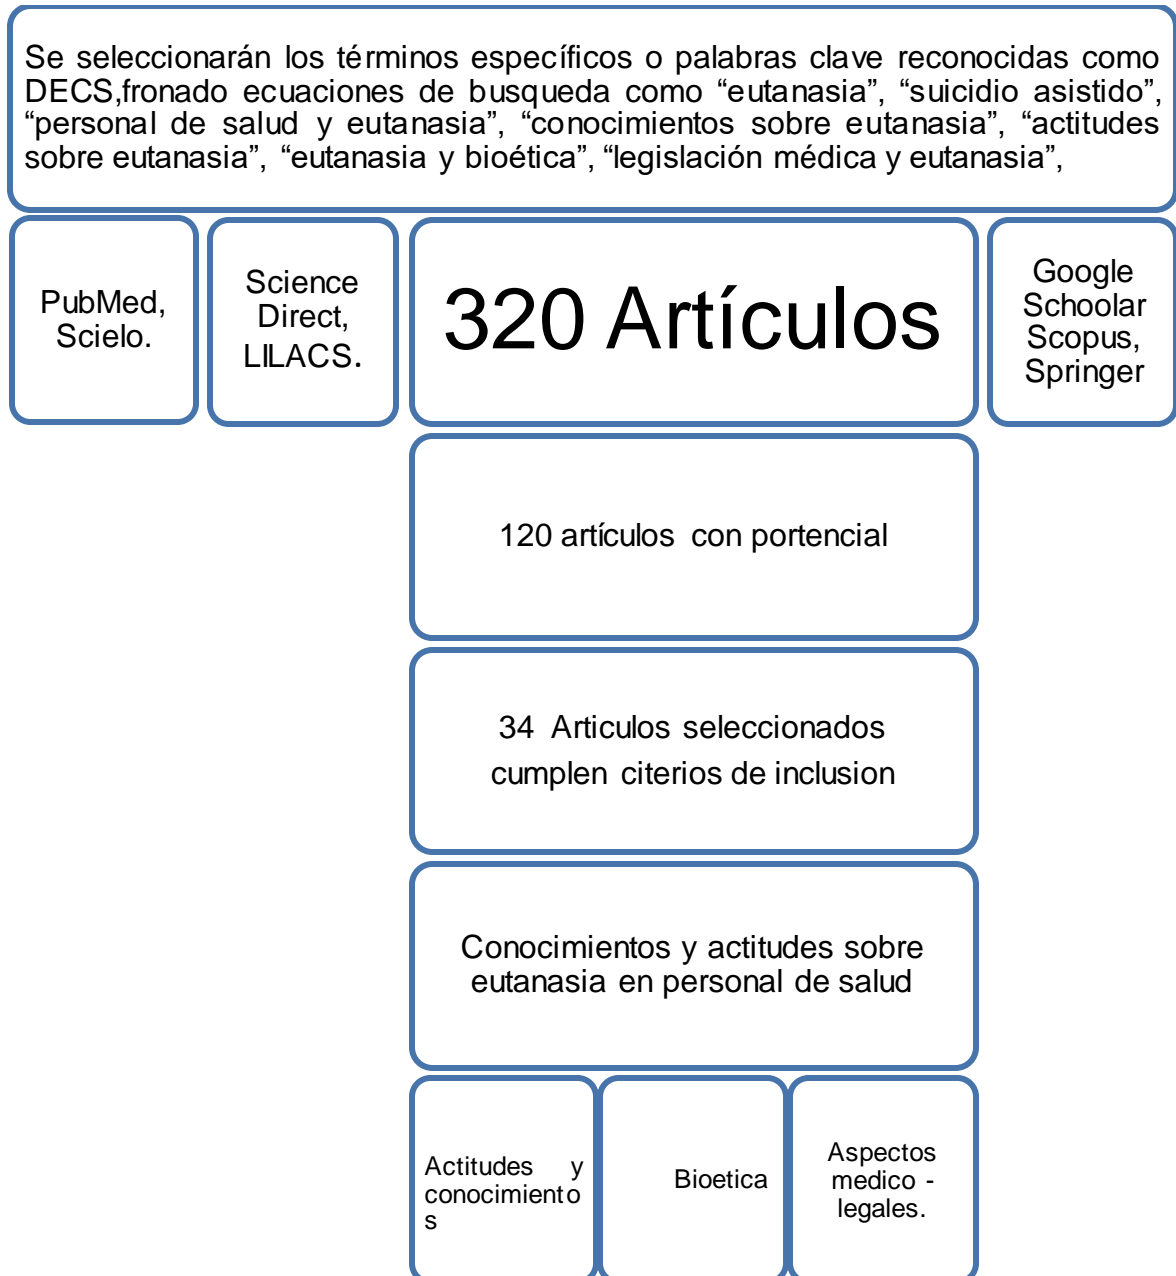 Se seleccionarán los términos específicos o palabras clave reconocidas como
DECS,fronado ecuaciones de busqueda como “eutanasia”, “suicidio asistido”,
“personal de salud y eutanasia”, “conocimientos sobre eutanasia”, “actitudes
sobre eutanasia”, “eutanasia y bioética”, “legislación médica y eutanasia”,
PubMed,
Scielo.
Science
Direct,
LILACS.
320 Artículos
Google
Schoolar
Scopus,
Springer
120 artículos con portencial
34 Articulos seleccionados
cumplen citerios de inclusion
Conocimientos y actitudes sobre
eutanasia en personal de salud
Actitudes y
conocimiento
s
Bioetica
Aspectos
medico -
legales.